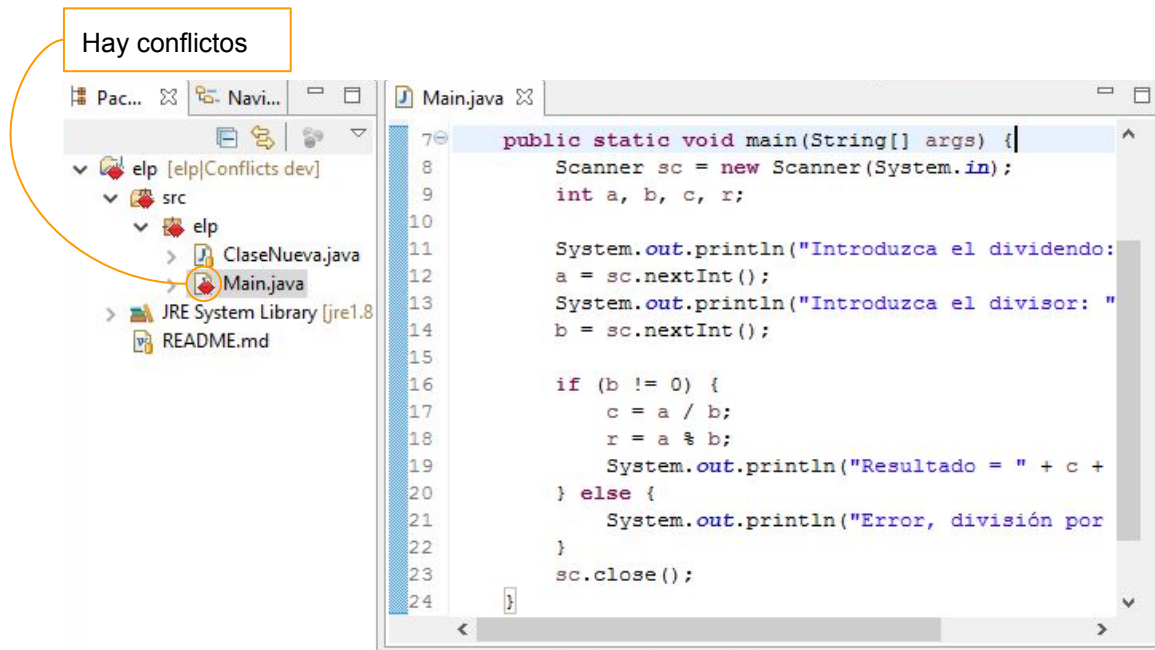 Hay conflictos
Pac... Navi...
elp [elp|Conflicts dev]
src
elp
ClaseNueva.java
Main.java
JRE System Library [jre1.8
README.md
Main.java
7 public static void main(String[] args) {
8 Scanner sc = new Scanner(System.in);
9 int a, b, c, r;
10
11 System.out.println("Introduzca el dividendo:
12 a = sc.nextInt();
13 System.out.println("Introduzca el divisor: "
14 b = sc.nextInt();
15
16 if (b != 0) {
17 c = a / b;
18 r = a % b;
19 System.out.println("Resultado = " + c +
20 } else {
21 System.out.println("Error, división por
22 }
23 sc.close();
24 }